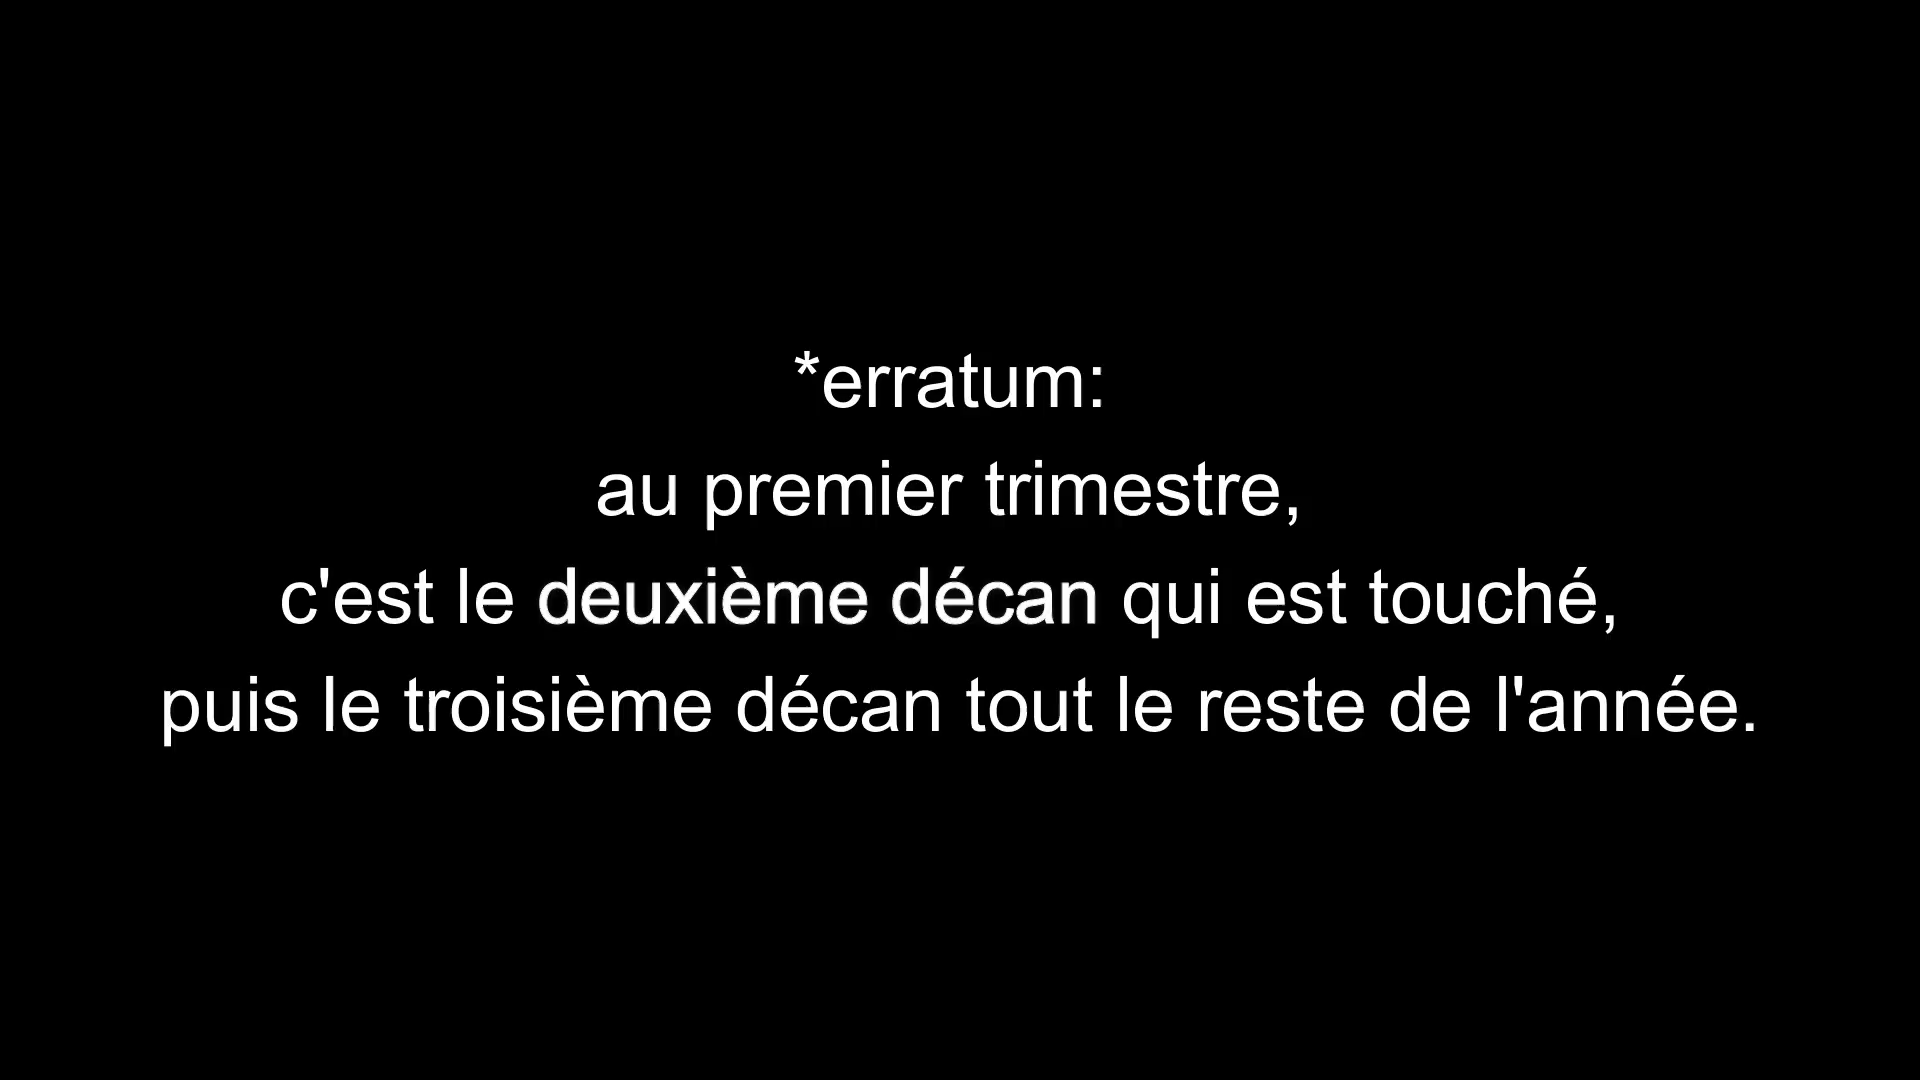 *erratum:
au premier trimestre,
c'est le deuxième décan qui est touché,
puis le troisième décan tout le reste de l'année.